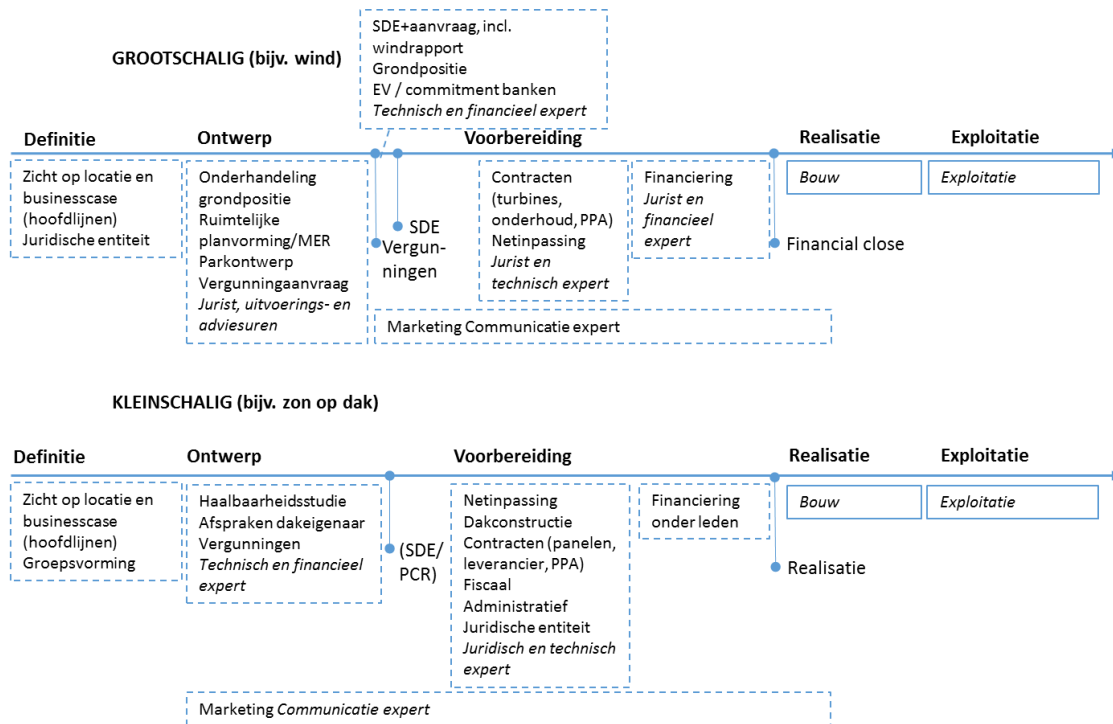 GROOTSCHALIG (bijv. wind)
SDE+aanvraag, incl.
windrapport
Grondpositie
EV / commitment banken
Technisch en financieel expert
Definitie
Ontwerp
Voorbereiding
Realisatie
Exploitatie
Zicht op locatie en
businesscase
(hoofdlijnen)
Juridische entiteit
Onderhandeling
grondpositie
Ruimtelijke
planvorming/MER
Parkontwerp
Vergunningaanvraag
Jurist, uitvoerings- en
adviesuren
SDE
Vergun-
ningen
Contracten
(turbines,
onderhoud, PPA)
Netinpassing
Jurist en
technisch expert
Financiering
Jurist en
financieel
expert
Financial close
Bouw
Exploitatie
Marketing Communicatie expert
KLEINSCHALIG (bijv. zon op dak)
Definitie
Ontwerp
Voorbereiding
Realisatie
Exploitatie
Zicht op locatie en
businesscase
(hoofdlijnen)
Groepsvorming
Haalbaarheidsstudie
Afspraken dakeigenaar
Vergunningen
Technisch en financieel
expert
(SDE/
PCR)
Netinpassing
Dakconstructie
Contracten (panelen,
leverancier, PPA)
Fiscaal
Administratief
Juridische entiteit
Juridisch en technisch
expert
Financiering
onder leden
Realisatie
Bouw
Exploitatie
Marketing Communicatie expert